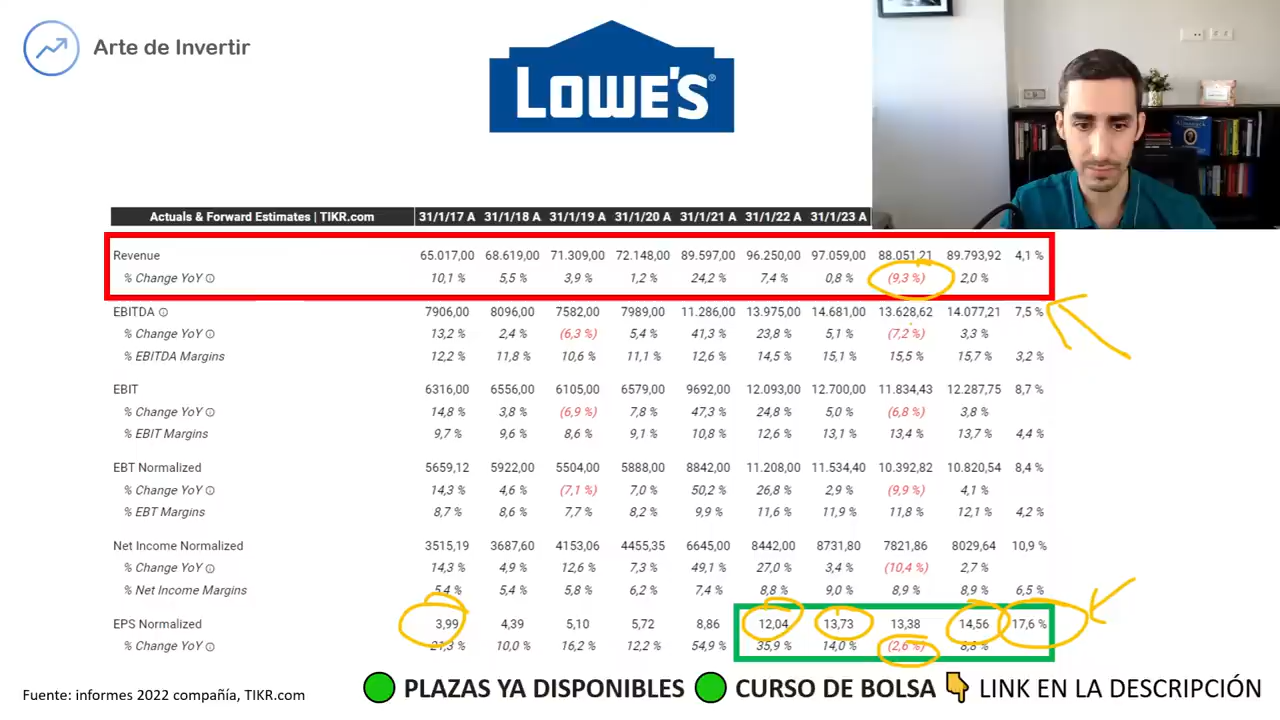 Arte de Invertir
LOWE'S®
Actuals & Forward Estimates | TIKR.com 31/1/17 A 31/1/18 A 31/1/19 A 31/1/20 A 31/1/21 A 31/1/22 A 31/1/23 A
Revenue 65.017,00 68.619,00 71.309,00 72.148,00 89.597,00 96.250,00 97.059,00 88.051,21 89.793,92 4,1 %
% Change YoY 10,1 % 5,5 % 3,9 % 1,2 % 24,2 % 7,4 % 0,8 % (9,3 %) 2,0 %
EBITDA 7906,00 8096,00 7582,00 7989,00 11.286,00 13.975,00 14.681,00 13.628,62 14.077,21 7,5 %
% Change YoY 13,2 % 2,4 % (6,3 %) 5,4 % 41,3 % 23,8 % 5,1 % (7,2 %) 3,3 %
% EBITDA Margins 12,2 % 11,8 % 10,6 % 11,1 % 12,6 % 14,5 % 15,1 % 15,5 % 15,7 % 3,2 %
EBIT 6316,00 6556,00 6105,00 6579,00 9692,00 12.093,00 12.700,00 11.834,43 12.287,75 8,7 %
% Change YoY 14,8 % 3,8 % (6,9 %) 7,8 % 47,3 % 24,8 % 5,0 % (6,8 %) 3,8 %
% EBIT Margins 9,7 % 9,6 % 8,6 % 9,1 % 10,8 % 12,6 % 13,1 % 13,4 % 13,7 % 4,4 %
EBT Normalized 5659,12 5922,00 5504,00 5888,00 8842,00 11.208,00 11.534,40 10.392,82 10.820,54 8,4 %
% Change YoY 14,3 % 4,6 % (7,1 %) 7,0 % 50,2 % 26,8 % 2,9 % (9,9 %) 4,1 %
% EBT Margins 8,7 % 8,6 % 7,7 % 8,2 % 9,9 % 11,6 % 11,9 % 11,8 % 12,1 % 4,2 %
Net Income Normalized 3515,19 3687,60 4153,06 4455,35 6645,00 8442,00 8731,80 7821,86 8029,64 10,9 %
% Change YoY 14,3 % 4,9 % 12,6 % 7,3 % 49,1 % 27,0 % 3,4 % (10,4 %) 2,7 %
% Net Income Margins 5,4 % 5,4 % 5,8 % 6,2 % 7,4 % 8,8 % 9,0 % 8,9 % 8,9 % 6,5 %
EPS Normalized 3,99 4,39 5,10 5,72 8,86 12,04 13,73 13,38 14,56 17,6 %
% Change YoY 21,3 % 10,0 % 16,2 % 12,2 % 54,9 % 35,9 % 14,0 % (2,6 %) 8,8 %
Fuente: informes 2022 compañía, TIKR.com
PLAZAS YA DISPONIBLES CURSO DE BOLSA LINK EN LA DESCRIPCIÓN